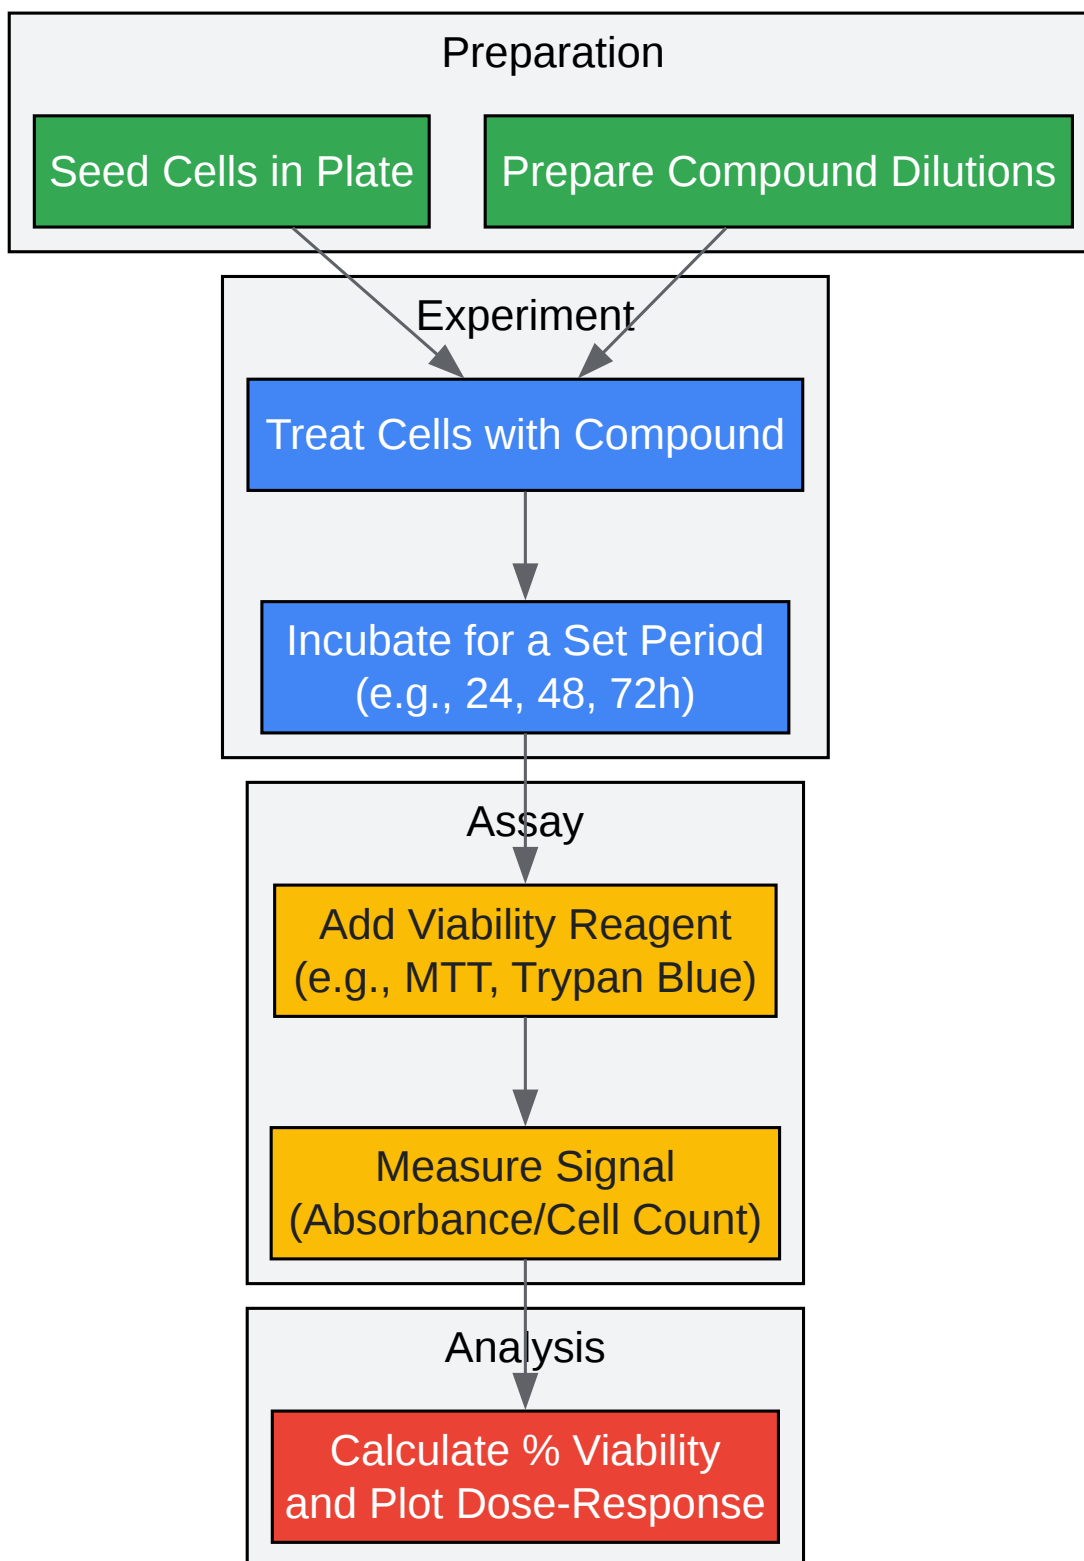 Preparation
Seed Cells in Plate
Prepare Compound Dilutions
Experiment
Treat Cells with Compound
Incubate for a Set Period
(e.g., 24, 48, 72h)
Assay
Add Viability Reagent
(e.g., MTT, Trypan Blue)
Measure Signal
(Absorbance/Cell Count)
Analysis
Calculate % Viability
and Plot Dose-Response